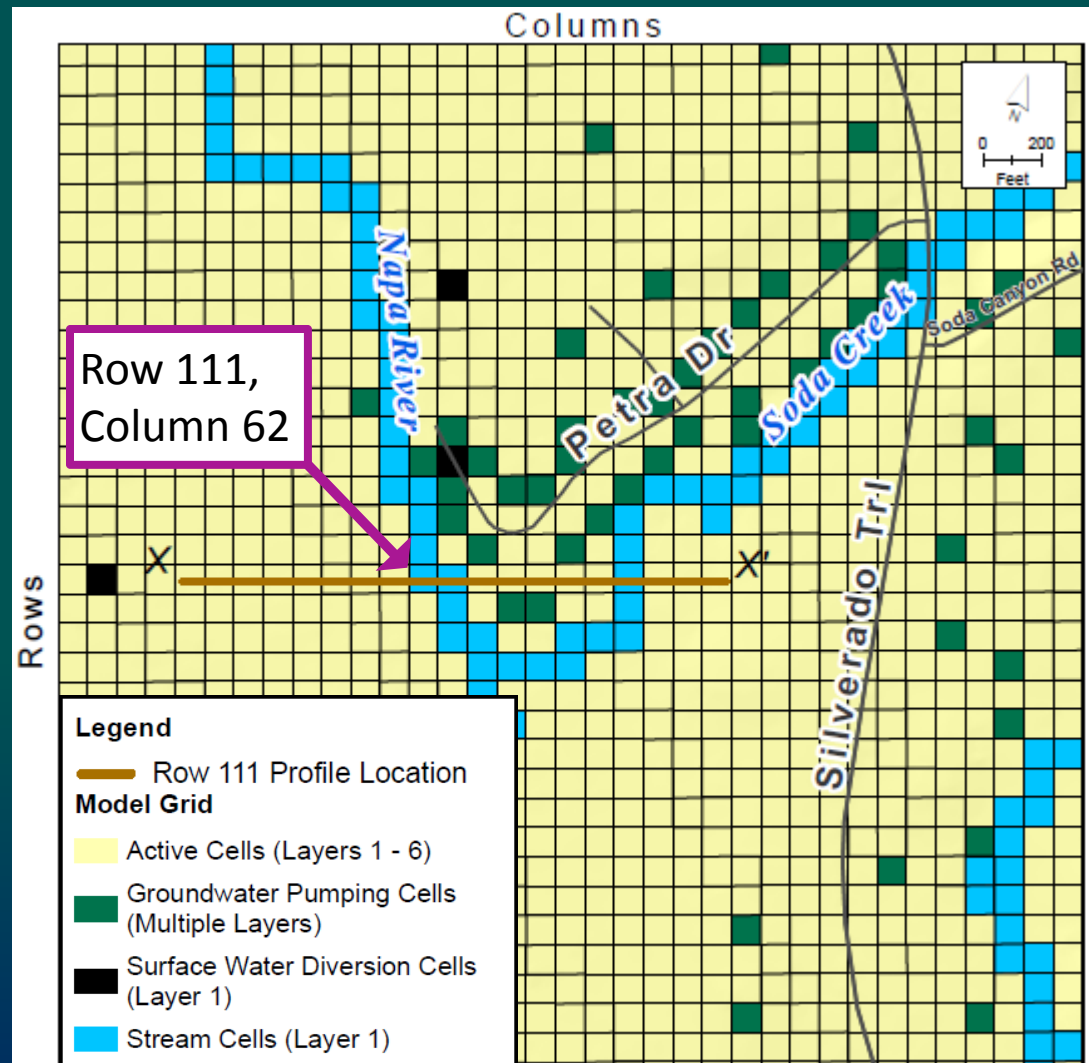 Columns
N
0 200
Feet
Napa River
Soda Canyon Rd
Row 111,
Column 62
Petra Dr
Soda Creek
Silverado Trl
X
X'
Rows
Legend
Row 111 Profile Location
Model Grid
Active Cells (Layers 1 - 6)
Groundwater Pumping Cells
(Multiple Layers)
Surface Water Diversion Cells
(Layer 1)
Stream Cells (Layer 1)